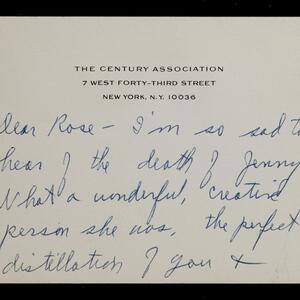 THE CENTURY ASSOCIATION
7 WEST FORTY-THIRD STREET
NEW YORK, N.Y. 10036
Dear Rose – I'm so sad to
hear of the death of Jenny
What a wonderful, creative
person she was, the perfect
distillation of you &